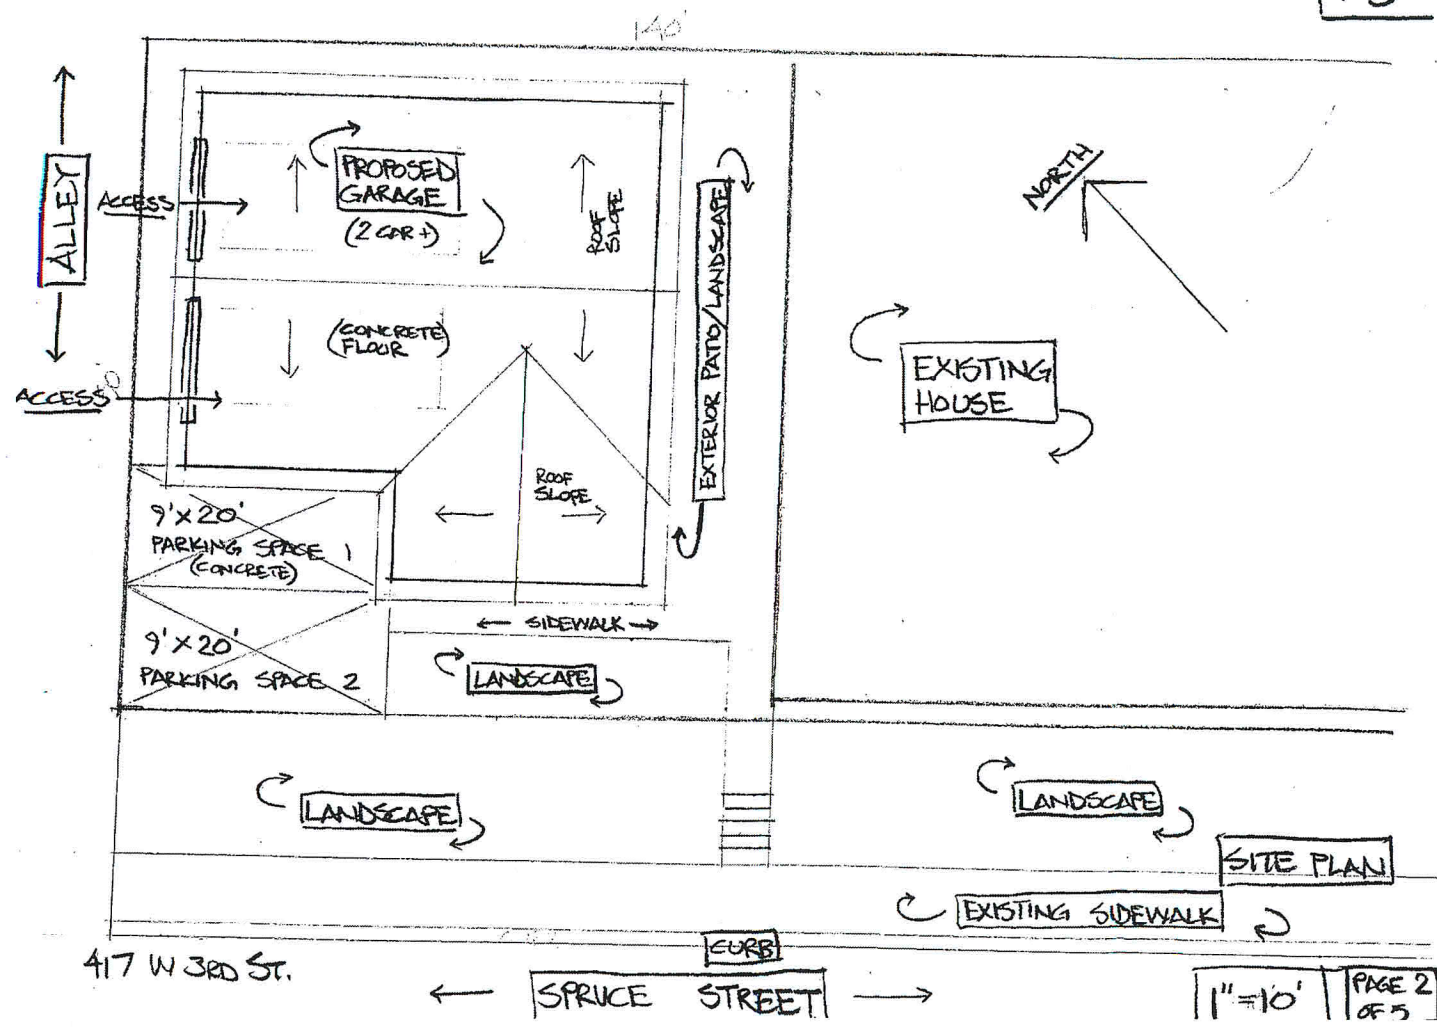 140'
ALLEY
ACCESS
ACCESS
PROPOSED
GARAGE
(2 CAR+)
ROOF
SLOPE
(CONCRETE)
FLOOR
ROOF
SLOPE
EXTERIOR PATIO/LANDSCAPE
NORTH
EXISTING
HOUSE
9'X20'
PARKING SPACE 1
(CONCRETE)
9'X20'
PARKING SPACE 2
SIDEWALK
LANDSCAPE
LANDSCAPE
LANDSCAPE
SITE PLAN
EXISTING SIDEWALK
CURB
417 W 3RD ST.
SPRUCE STREET
1"=10'
PAGE 2
OF 5